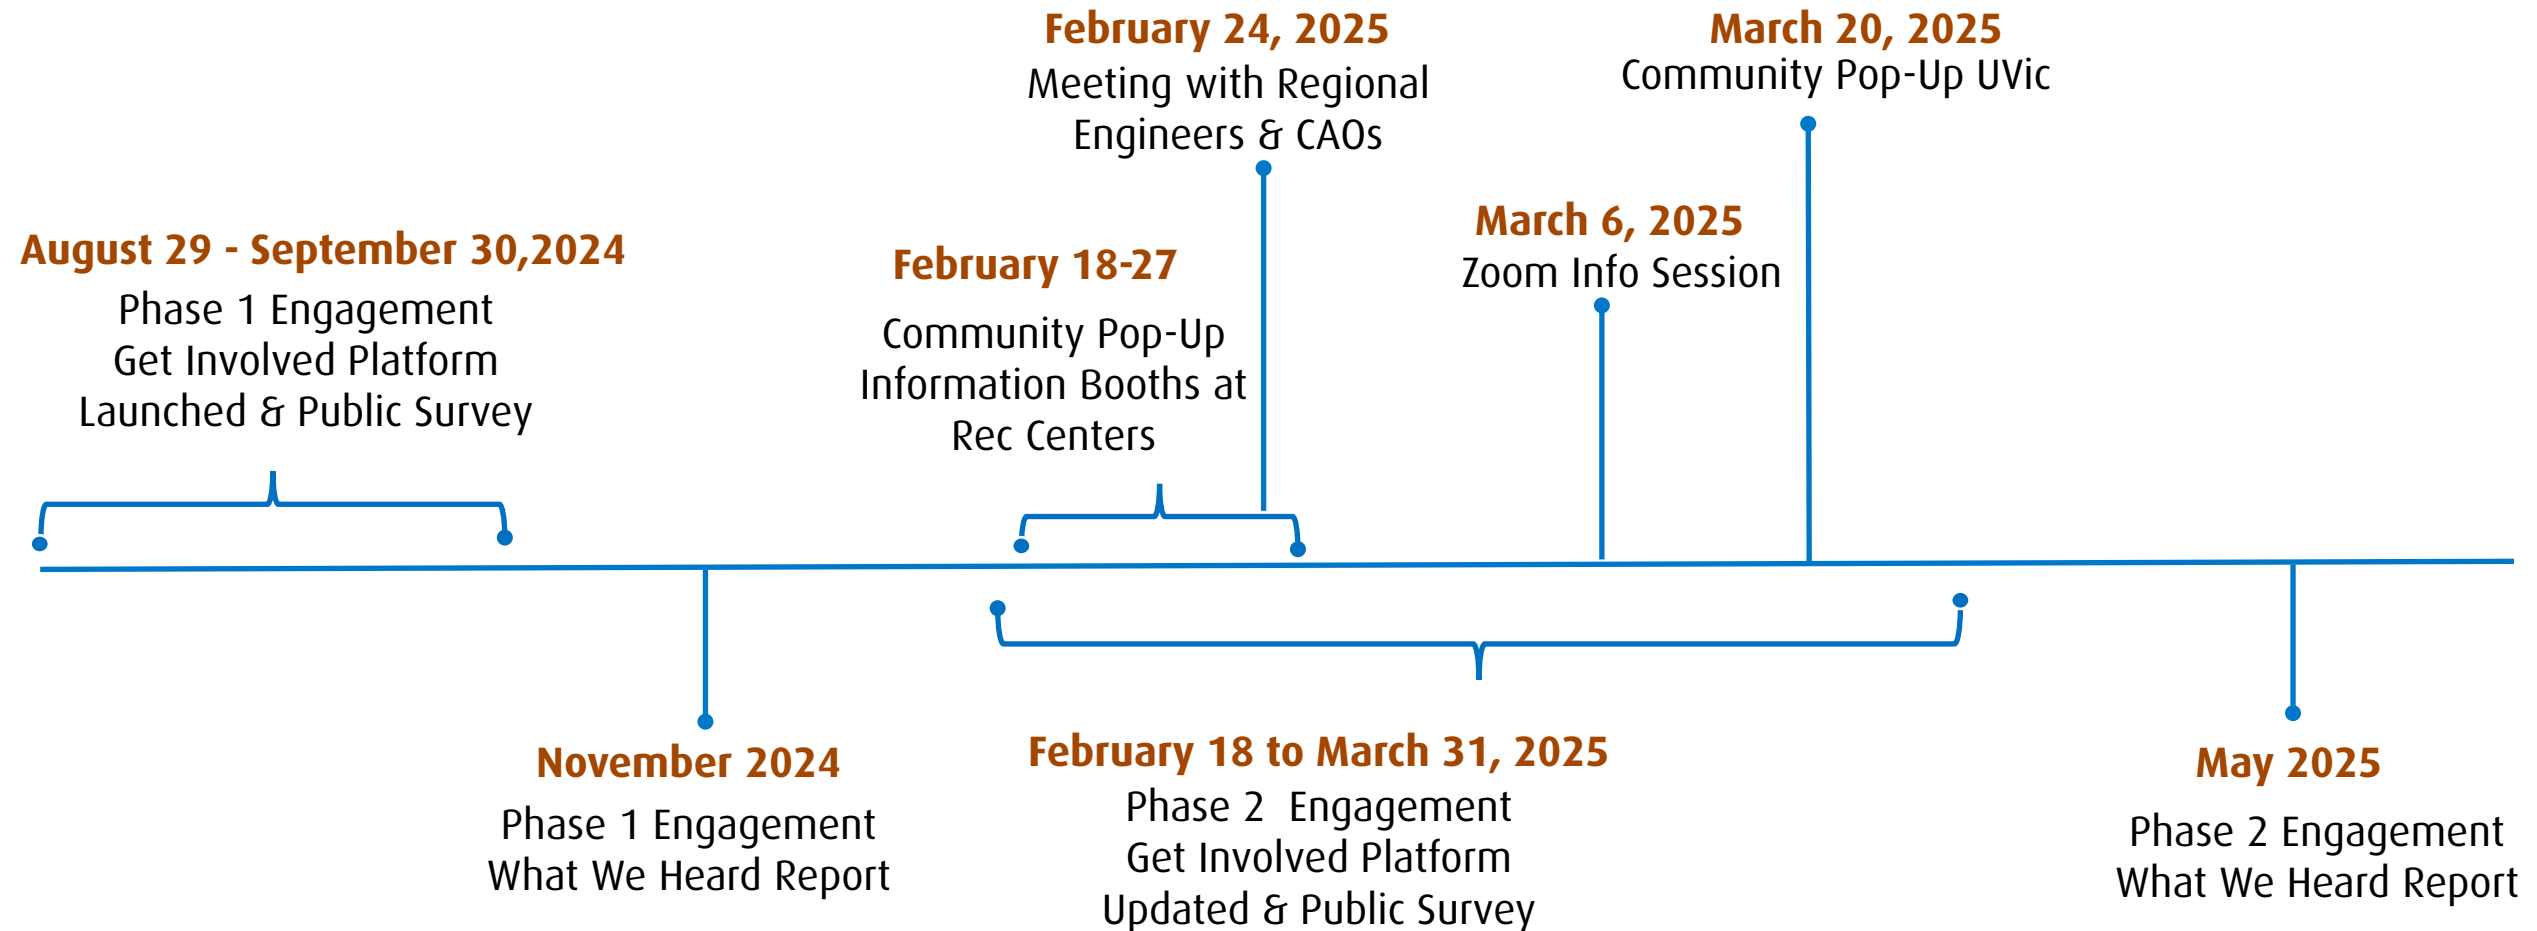 August 29 - September 30,2024
Phase 1 Engagement
Get Involved Platform
Launched & Public Survey
November 2024
Phase 1 Engagement
What We Heard Report
February 18-27
Community Pop-Up
Information Booths at
Rec Centers
February 24, 2025
Meeting with Regional
Engineers & CAOs
February 18 to March 31, 2025
Phase 2 Engagement
Get Involved Platform
Updated & Public Survey
March 6, 2025
Zoom Info Session
March 20, 2025
Community Pop-Up UVic
May 2025
Phase 2 Engagement
What We Heard Report